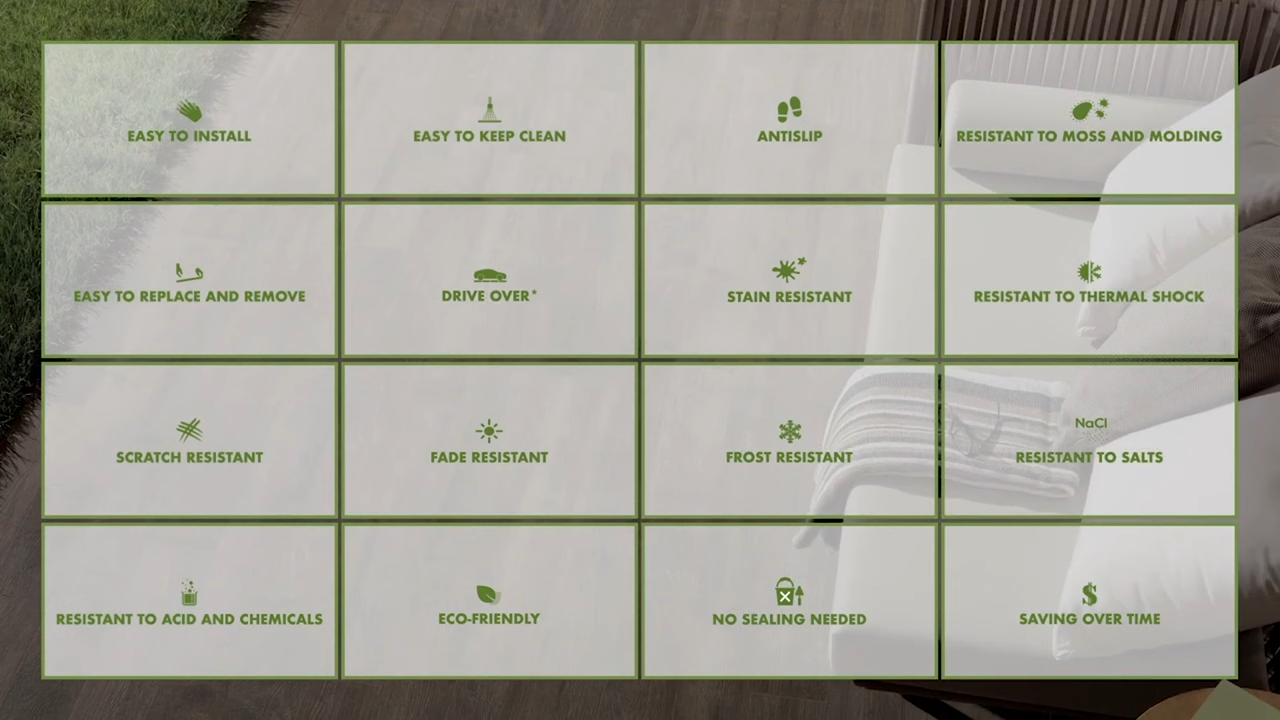 EASY TO INSTALL
EASY TO KEEP CLEAN
ANTISLIP
RESISTANT TO MOSS AND MOLDING
EASY TO REPLACE AND REMOVE
DRIVE OVER*
STAIN RESISTANT
RESISTANT TO THERMAL SHOCK
SCRATCH RESISTANT
FADE RESISTANT
FROST RESISTANT
NaCl
RESISTANT TO SALTS
RESISTANT TO ACID AND CHEMICALS
ECO-FRIENDLY
NO SEALING NEEDED
$
SAVING OVER TIME